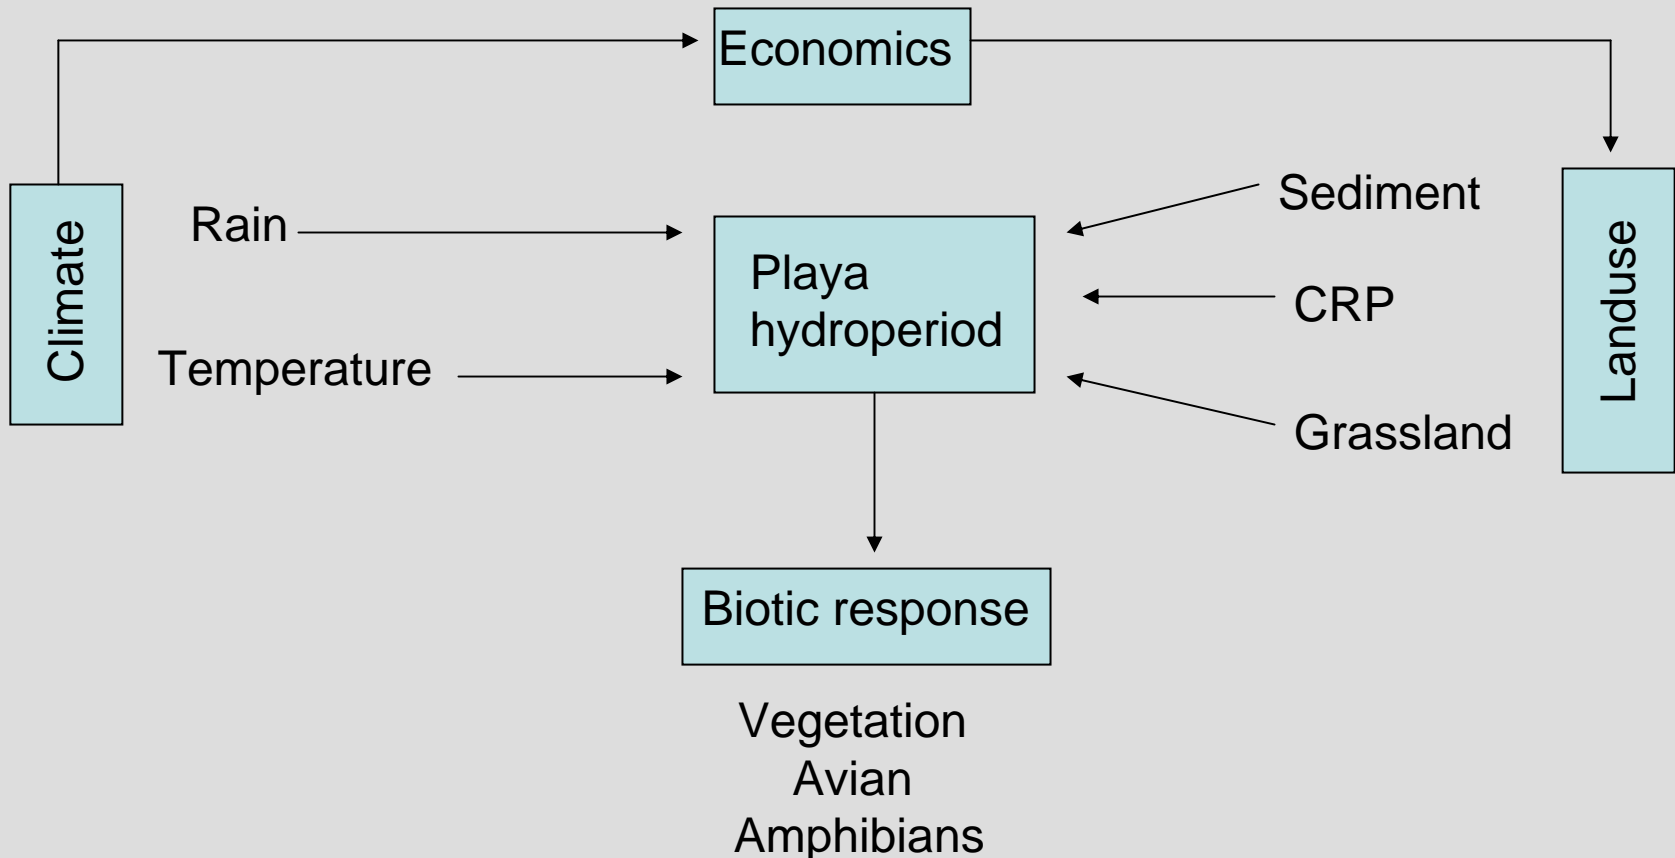 Economics
Climate
Rain
Temperature
Playa
hydroperiod
Sediment
CRP
Grassland
Landuse
Biotic response
Vegetation
Avian
Amphibians